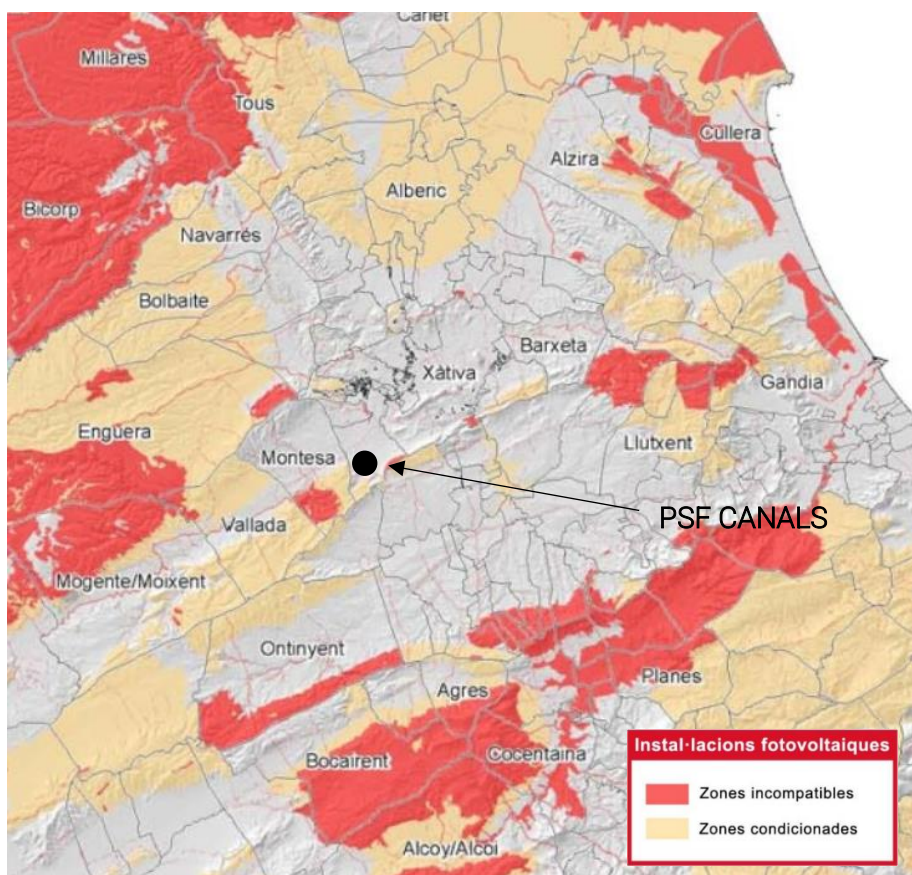 Carlet
Millares
Tous
Cullera
Alzira
Alberic
Bicorp
Navarrés
Bolbaite
Barxeta
Xàtiva
Gandia
Enguera
Llutxent
Montesa
PSF CANALS
Vallada
Mogente/Moixent
Ontinyent
Planes
Agres
Bocairent
Cocentaina
Alcoy/Alcoi
Instal·lacions fotovoltaiques
Zones incompatibles
Zones condicionades